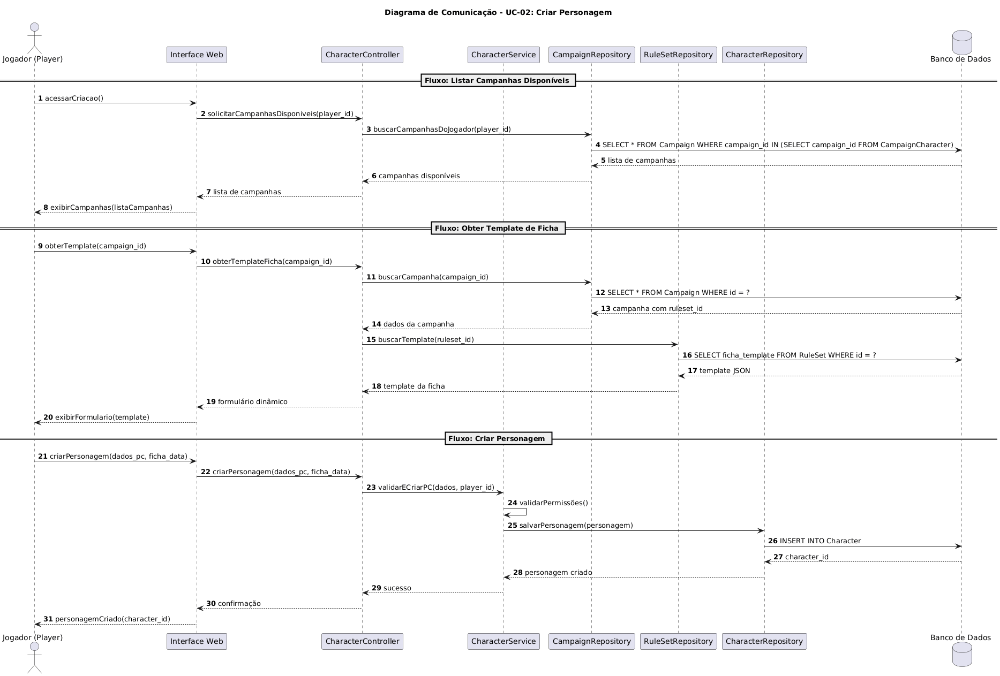 Diagrama de Comunicação - UC-02: Criar Personagem
Jogador (Player)
Interface Web
CharacterController
CharacterService
CampaignRepository
RuleSetRepository
CharacterRepository
Banco de Dados
Fluxo: Listar Campanhas Disponíveis
1 acessarCriacao()
2 solicitarCampanhasDisponiveis(player_id)
3 buscarCampanhasDoJogador(player_id)
4 SELECT * FROM Campaign WHERE campaign_id IN (SELECT campaign_id FROM CampaignCharacter)
5 lista de campanhas
6 campanhas disponíveis
7 lista de campanhas
8 exibirCampanhas(listaCampanhas)
Fluxo: Obter Template de Ficha
9 obterTemplate(campaign_id)
10 obterTemplateFicha(campaign_id)
11 buscarCampanha(campaign_id)
12 SELECT * FROM Campaign WHERE id = ?
13 campanha com ruleset_id
14 dados da campanha
15 buscarTemplate(ruleset_id)
16 SELECT ficha_template FROM RuleSet WHERE id = ?
17 template JSON
18 template da ficha
19 formulário dinâmico
20 exibirFormulario(template)
Fluxo: Criar Personagem
21 criarPersonagem(dados_pc, ficha_data)
22 criarPersonagem(dados_pc, ficha_data)
23 validarECriarPC(dados, player_id)
24 validarPermissões()
25 salvarPersonagem(personagem)
26 INSERT INTO Character
27 character_id
28 personagem criado
29 sucesso
30 confirmação
31 personagemCriado(character_id)
Jogador (Player)
Interface Web
CharacterController
CharacterService
CampaignRepository
RuleSetRepository
CharacterRepository
Banco de Dados